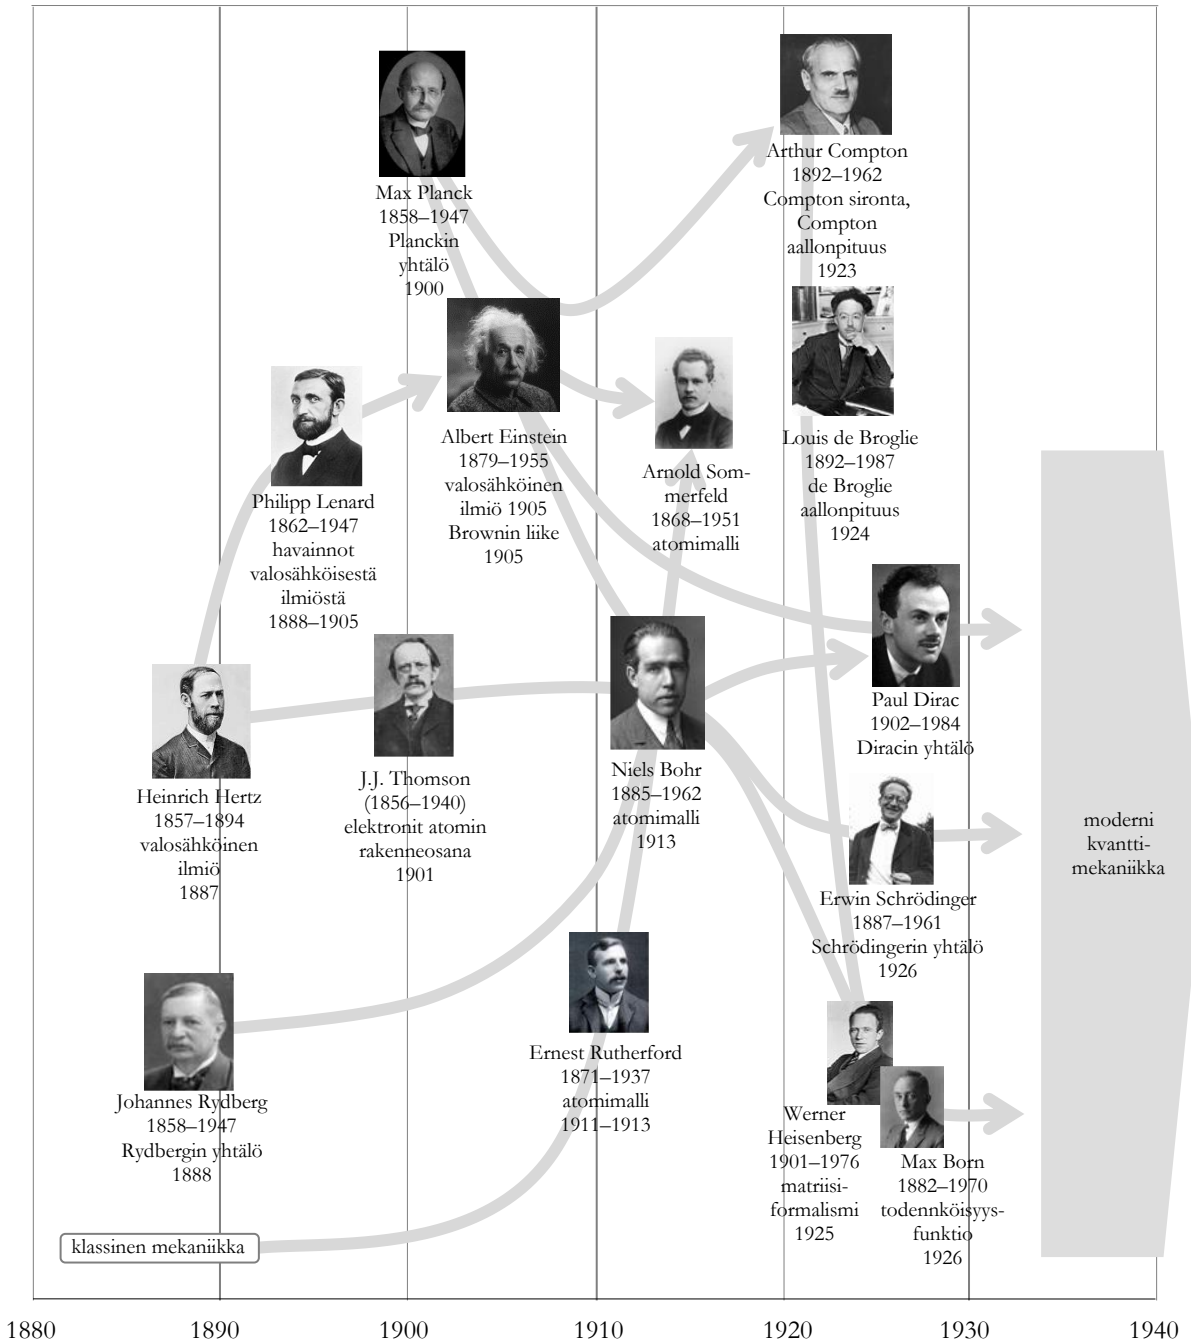 Max Planck
1858–1947
Planckin
yhtälö
1900
Arthur Compton
1892–1962
Compton sironta,
Compton
aallonpituus
1923
Albert Einstein
1879–1955
valosähköinen
ilmiö 1905
Brownin liike
1905
Louis de Broglie
1892–1987
de Broglie
aallonpituus
1924
Arnold Som-
merfeld
1868–1951
atomimalli
Philipp Lenard
1862–1947
havainnot
valosähköisestä
ilmiöstä
1888–1905
Paul Dirac
1902–1984
Diracin yhtälö
Heinrich Hertz
1857–1894
valosähköinen
ilmiö
1887
J.J. Thomson
(1856–1940)
elektronit atomin
rakenneosana
1901
Niels Bohr
1885–1962
atomimalli
1913
moderni
kvantti-
mekaniikka
Erwin Schrödinger
1887–1961
Schrödingerin yhtälö
1926
Ernest Rutherford
1871–1937
atomimalli
1911–1913
Johannes Rydberg
1858–1947
Rydbergin yhtälö
1888
Werner
Heisenberg
1901–1976
matriisi-
formalismi
1925
Max Born
1882–1970
todennköisyys-
funktio
1926
klassinen mekaniikka
1880
1890
1900
1910
1920
1930
1940